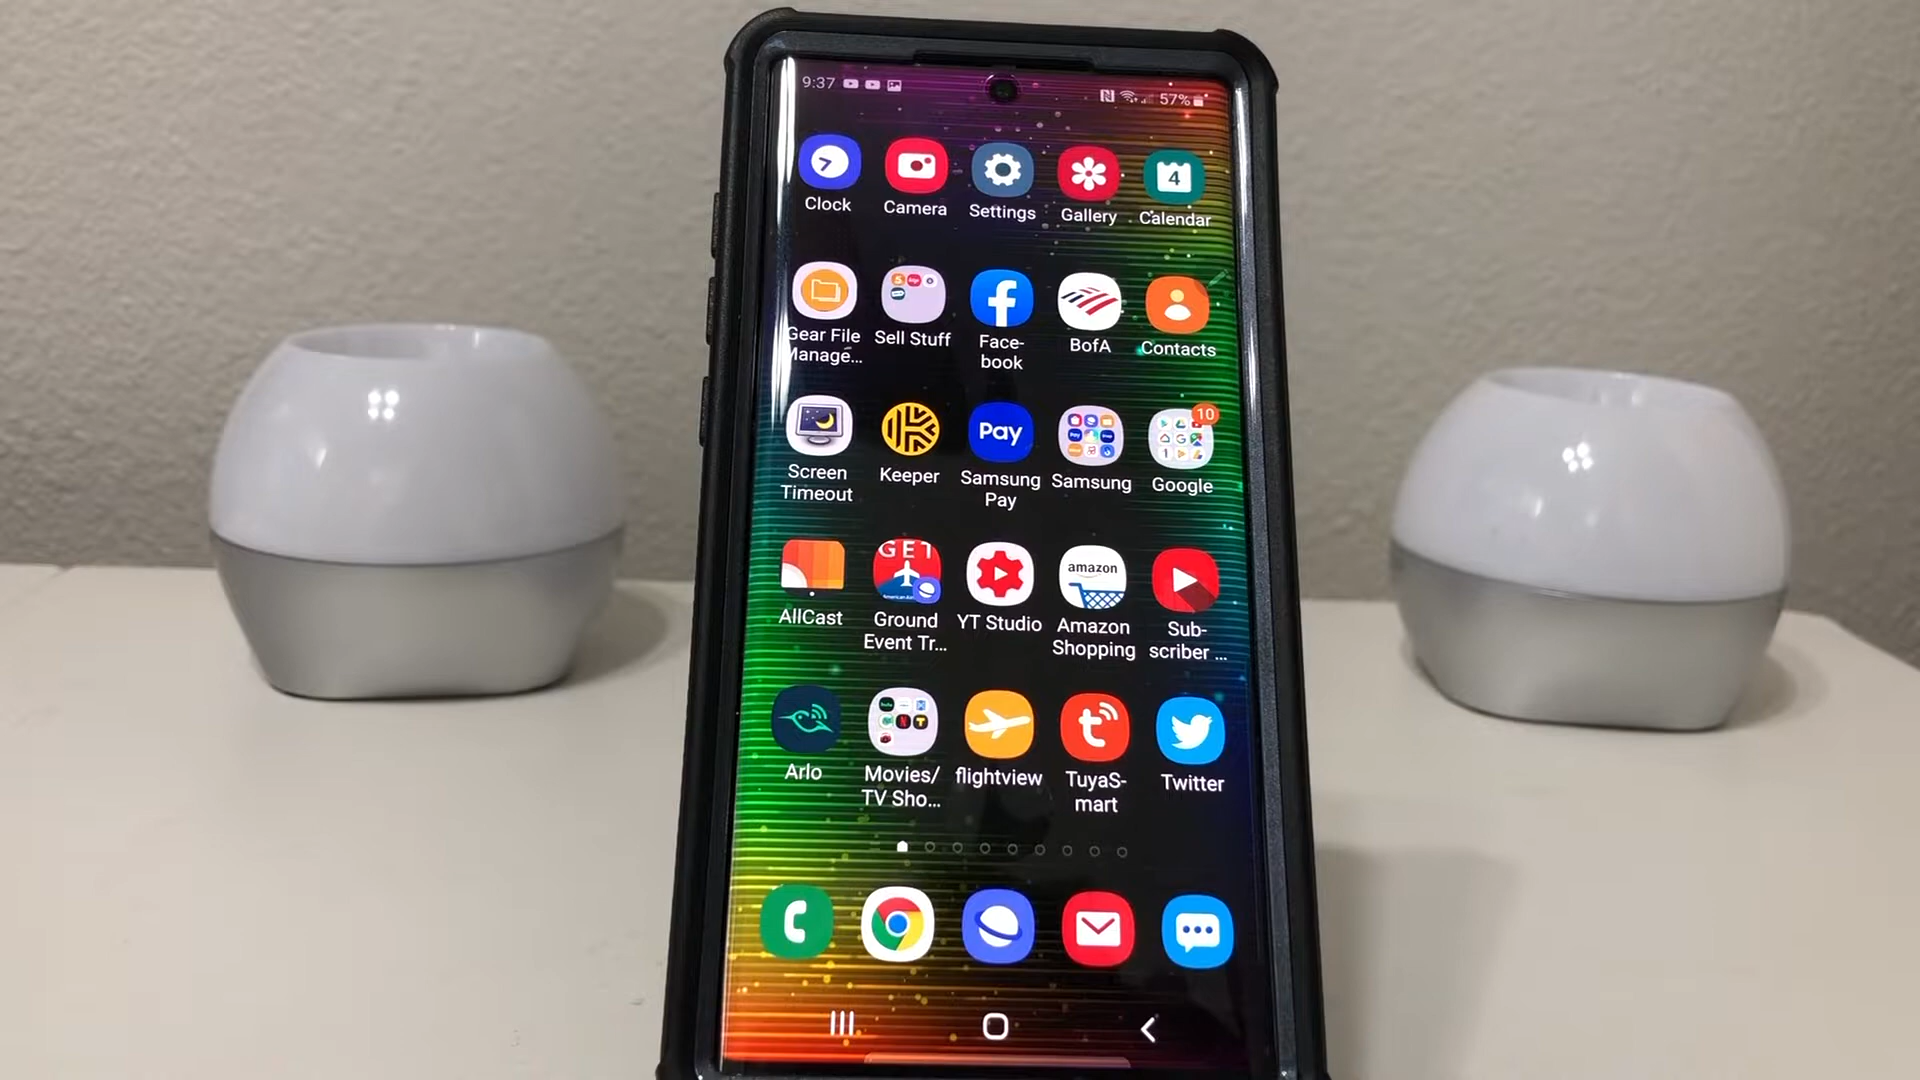 9:37
57%
Clock
Camera
Settings
Gallery
4
Calendar
Gear File
Manage...
Sell Stuff
Face-
book
BofA
Contacts
Screen
Timeout
Keeper
Pay
Samsung
Pay
Samsung
10
Google
AllCast
GET
Ground
Event Tr...
YT Studio
amazon
Amazon
Shopping
Sub-
scriber ...
Arlo
Movies/
TV Sho...
flightview
TuyaS-
mart
Twitter